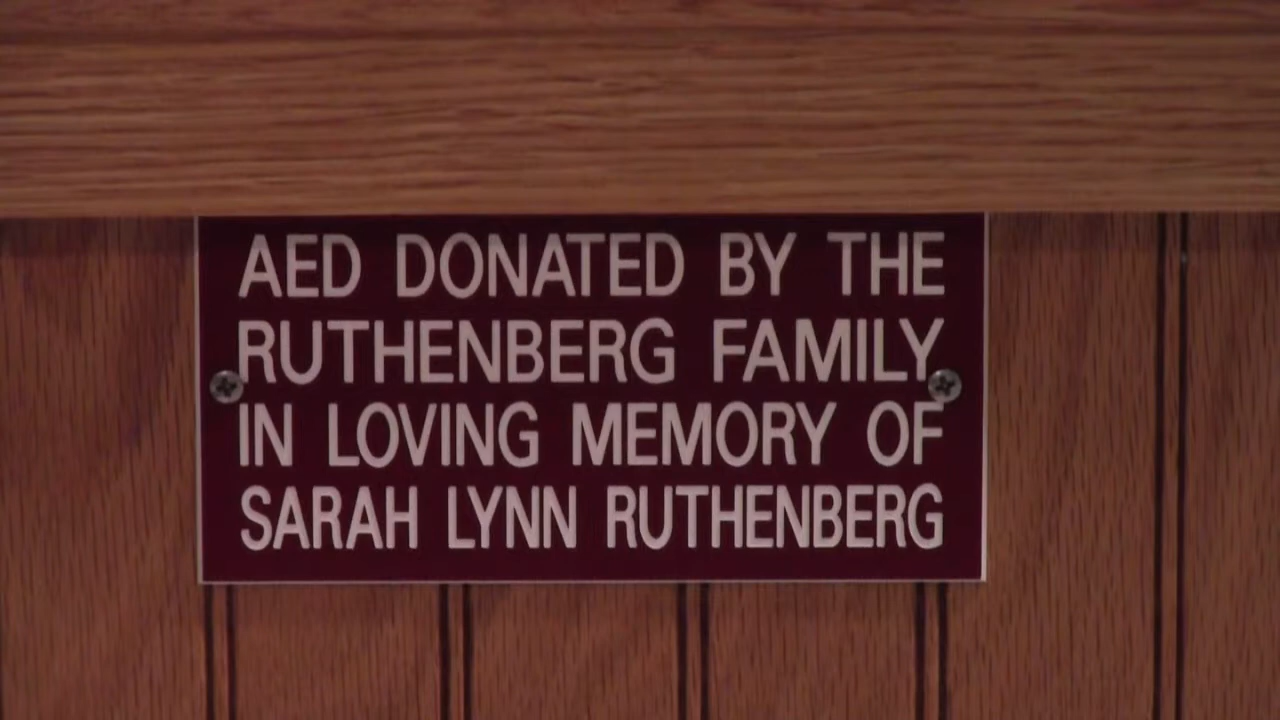 AED DONATED BY THE
RUTHENBERG FAMILY
IN LOVING MEMORY OF
SARAH LYNN RUTHENBERG